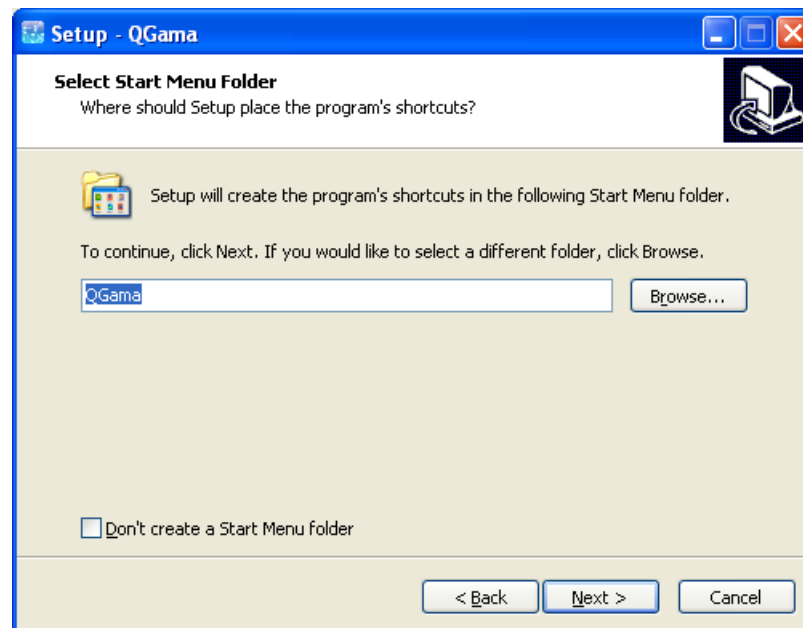 Setup - QGama
Select Start Menu Folder
Where should Setup place the program's shortcuts?
Setup will create the program's shortcuts in the following Start Menu folder.
To continue, click Next. If you would like to select a different folder, click Browse.
QGama
Browse...
Don't create a Start Menu folder
< Back
Next >
Cancel